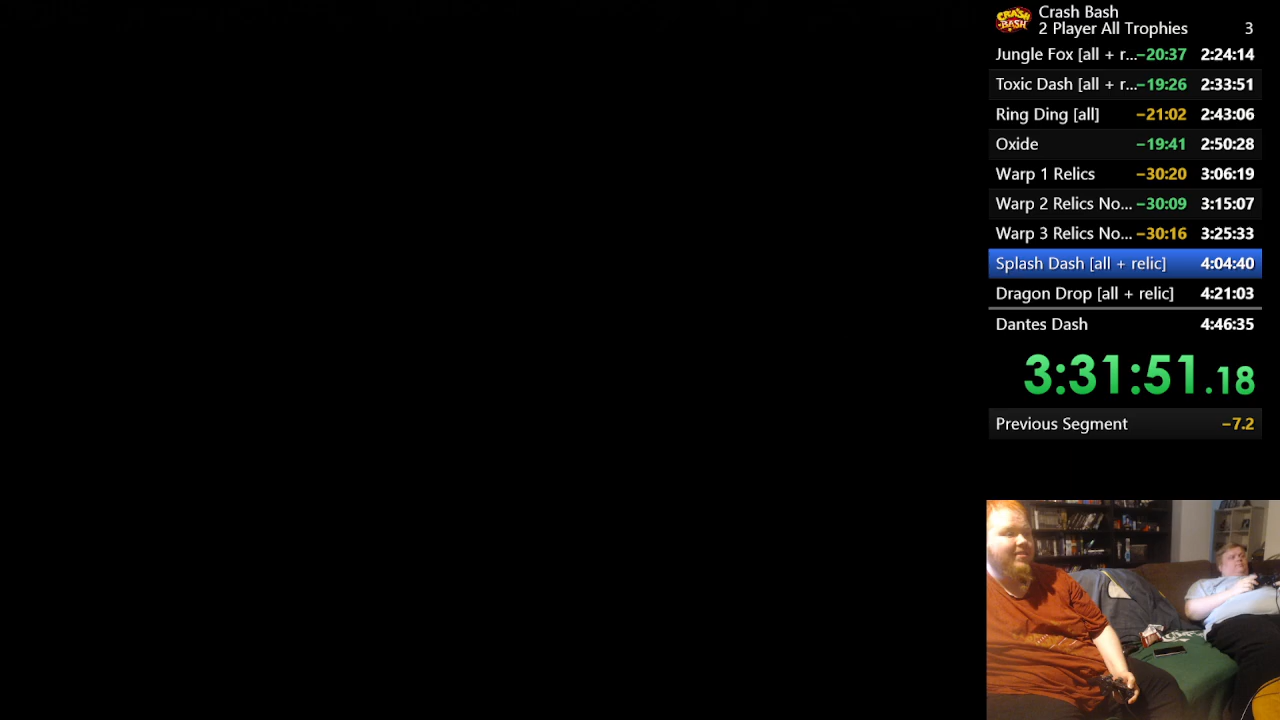 CRASH BASH
Crash Bash
2 Player All Trophies 3
Jungle Fox [all + r... −20:37 2:24:14
Toxic Dash [all + r... −19:26 2:33:51
Ring Ding [all] −21:02 2:43:06
Oxide −19:41 2:50:28
Warp 1 Relics −30:20 3:06:19
Warp 2 Relics No... −30:09 3:15:07
Warp 3 Relics No... −30:16 3:25:33
Splash Dash [all + relic] 4:04:40
Dragon Drop [all + relic] 4:21:03
Dantes Dash 4:46:35
3:31:51.18
Previous Segment −7.2